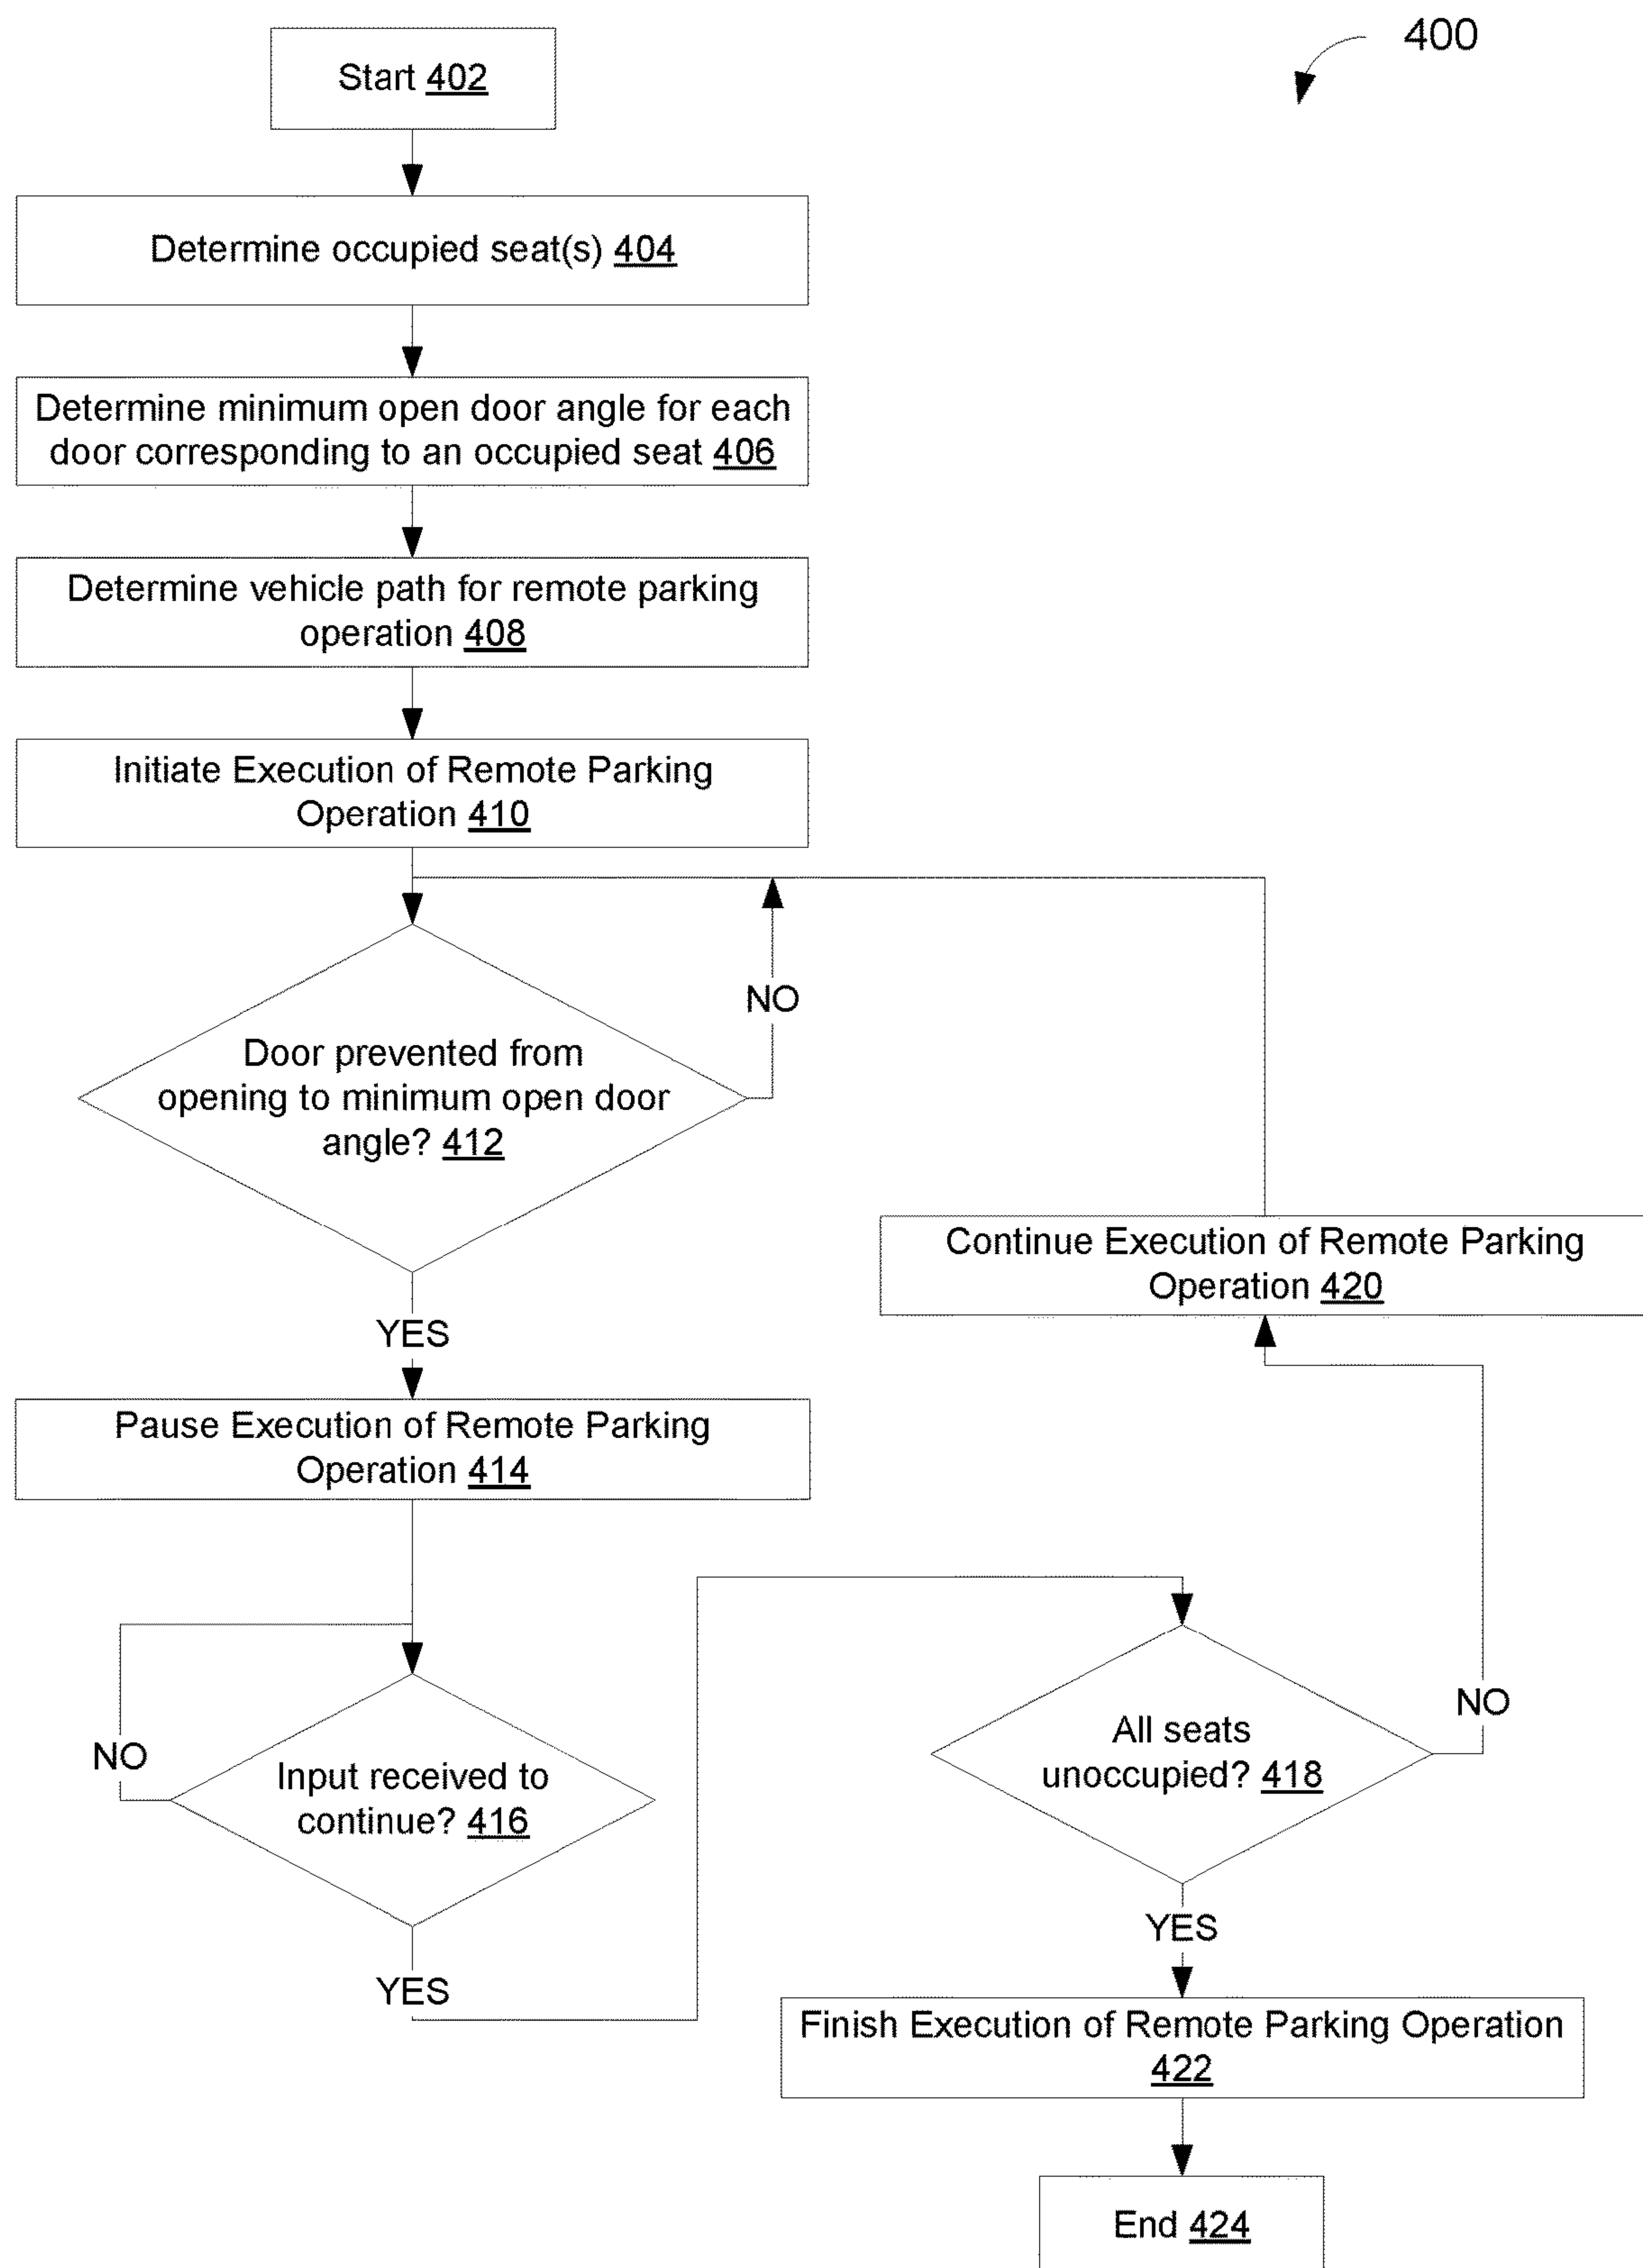 400
Start 402
Determine occupied seat(s) 404
Determine minimum open door angle for each
door corresponding to an occupied seat 406
Determine vehicle path for remote parking
operation 408
Initiate Execution of Remote Parking
Operation 410
NO
Door prevented from
opening to minimum open door
angle? 412
YES
Continue Execution of Remote Parking
Operation 420
Pause Execution of Remote Parking
Operation 414
NO
Input received to
continue? 416
YES
All seats
unoccupied? 418
NO
YES
Finish Execution of Remote Parking Operation
422
End 424